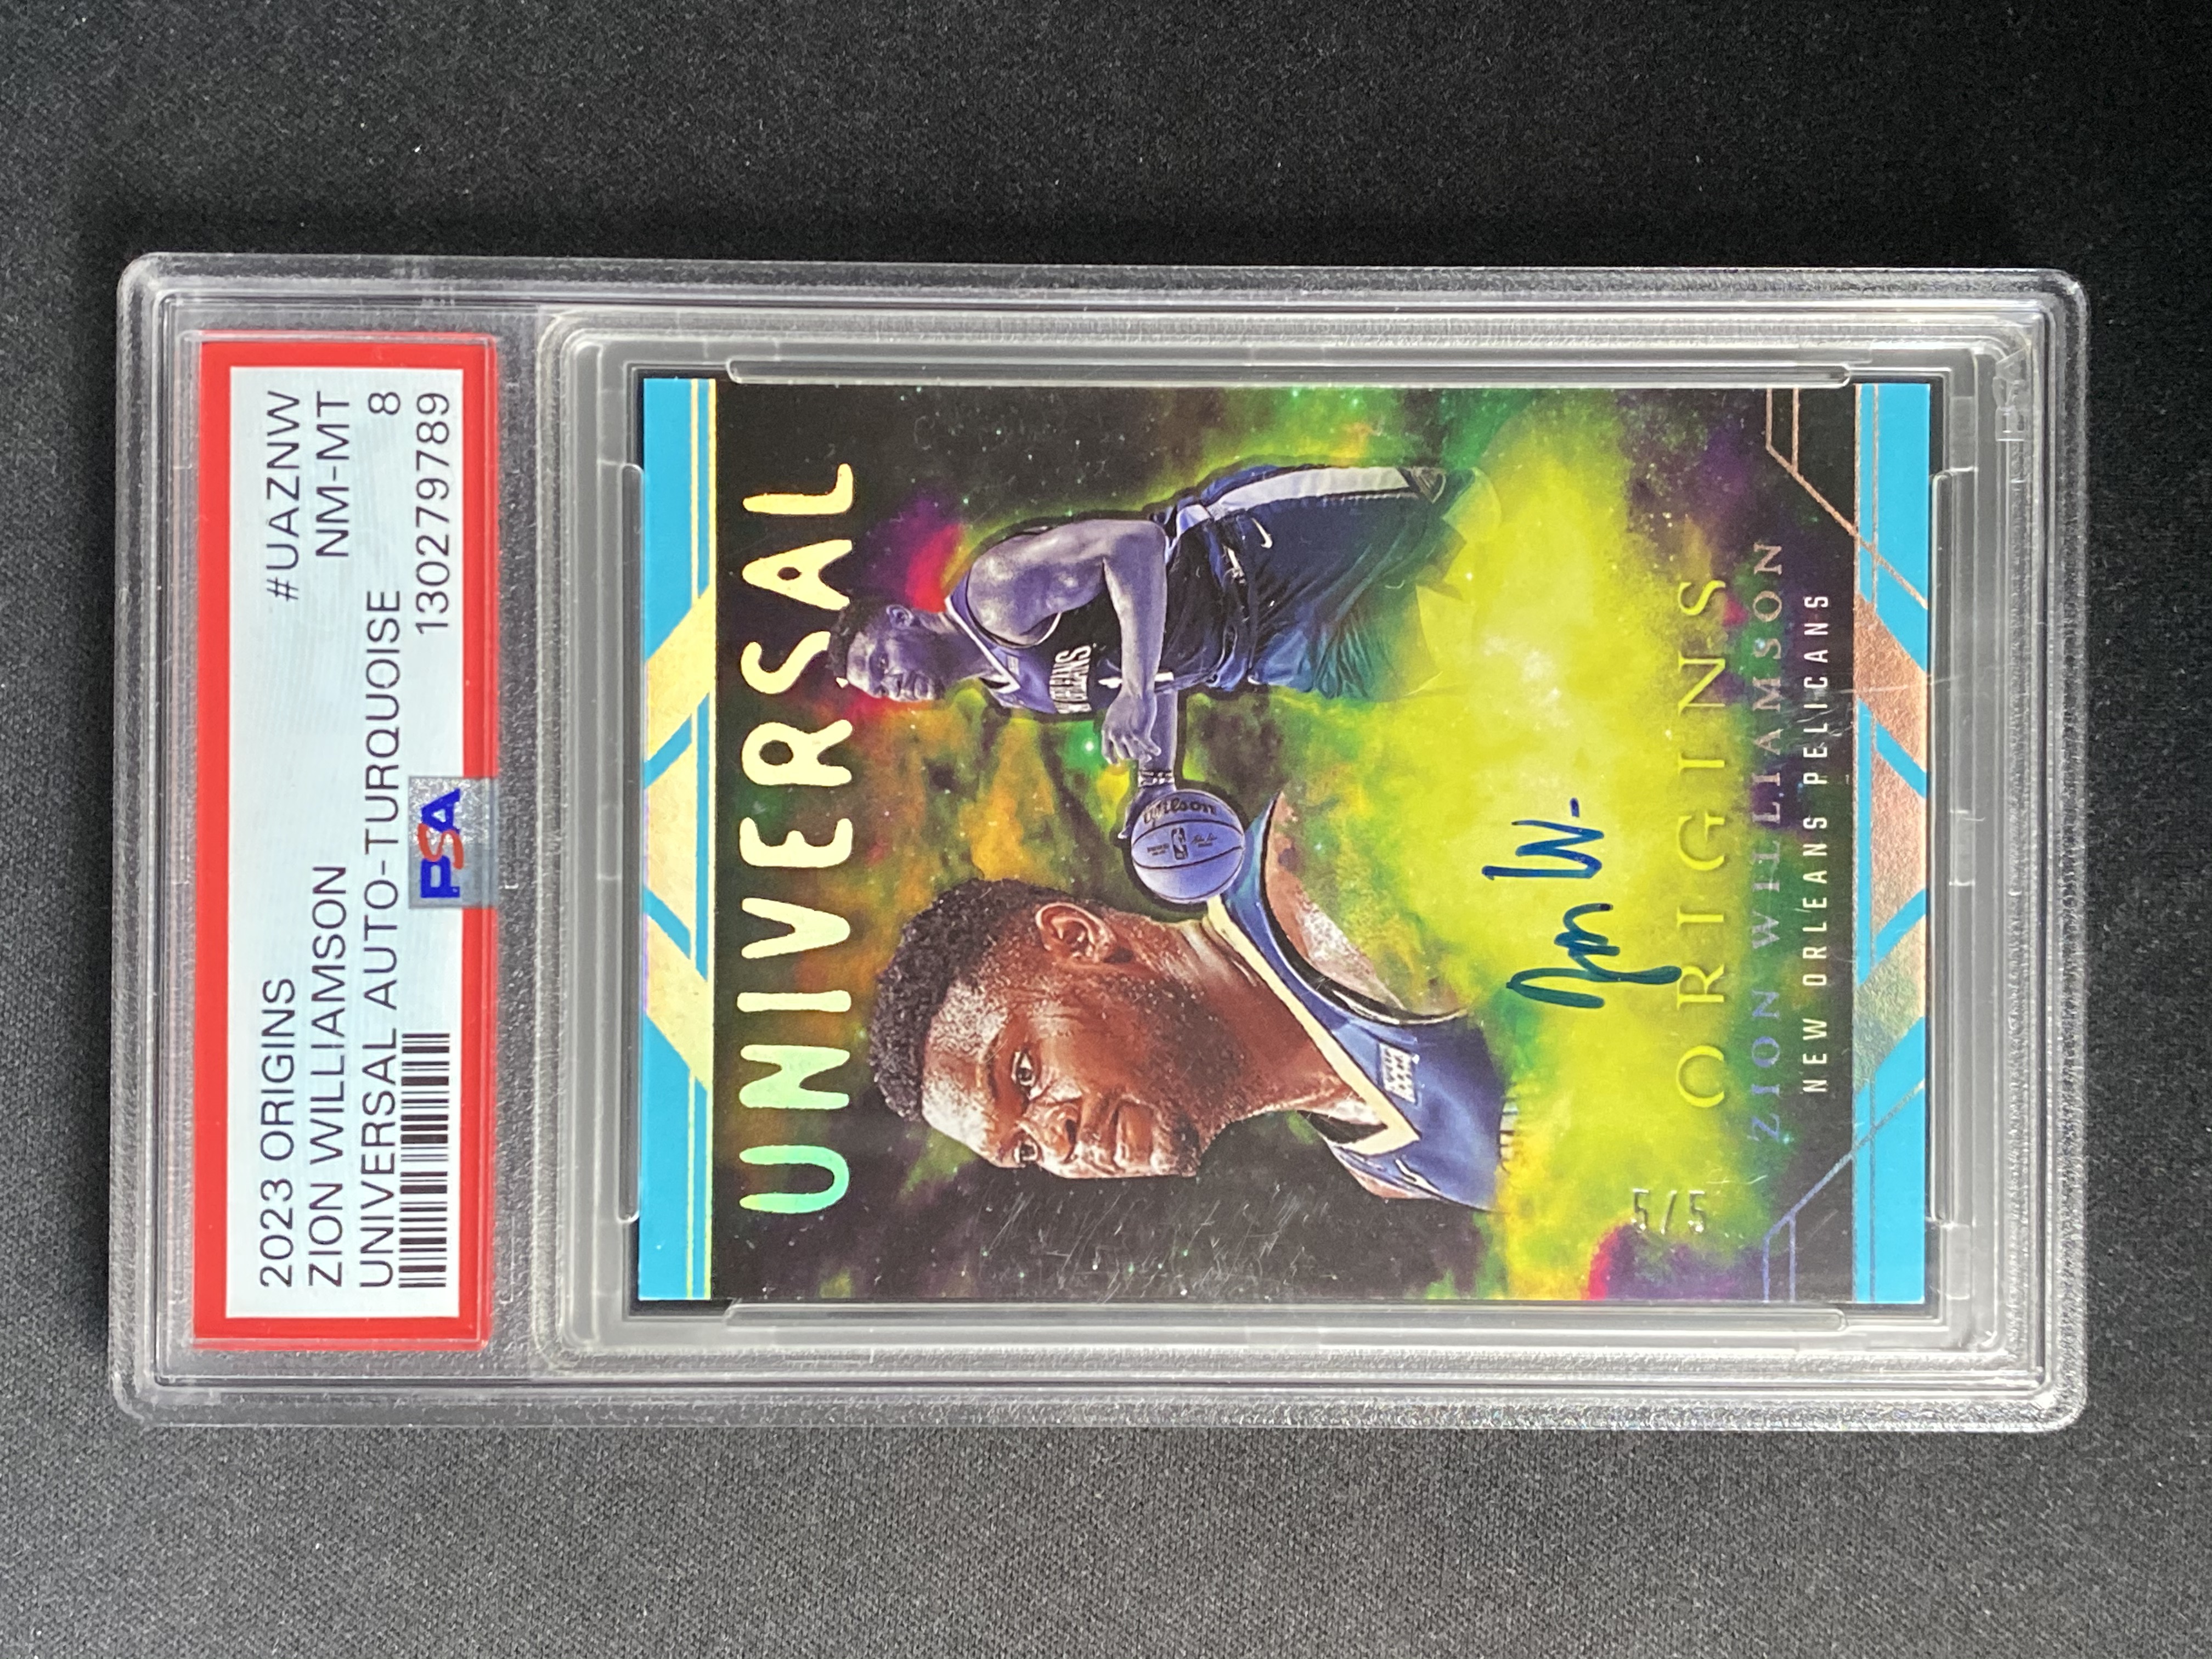 2023 ORIGINS #UAZNW
ZION WILLIAMSON NM-MT
UNIVERSAL AUTO-TURQUOISE 8
PSA 130279789
UNIVERSAL
NEW ORLEANS
Wilson
5/5
ORIGINS
ZION WILLIAMSON
NEW ORLEANS PELICANS